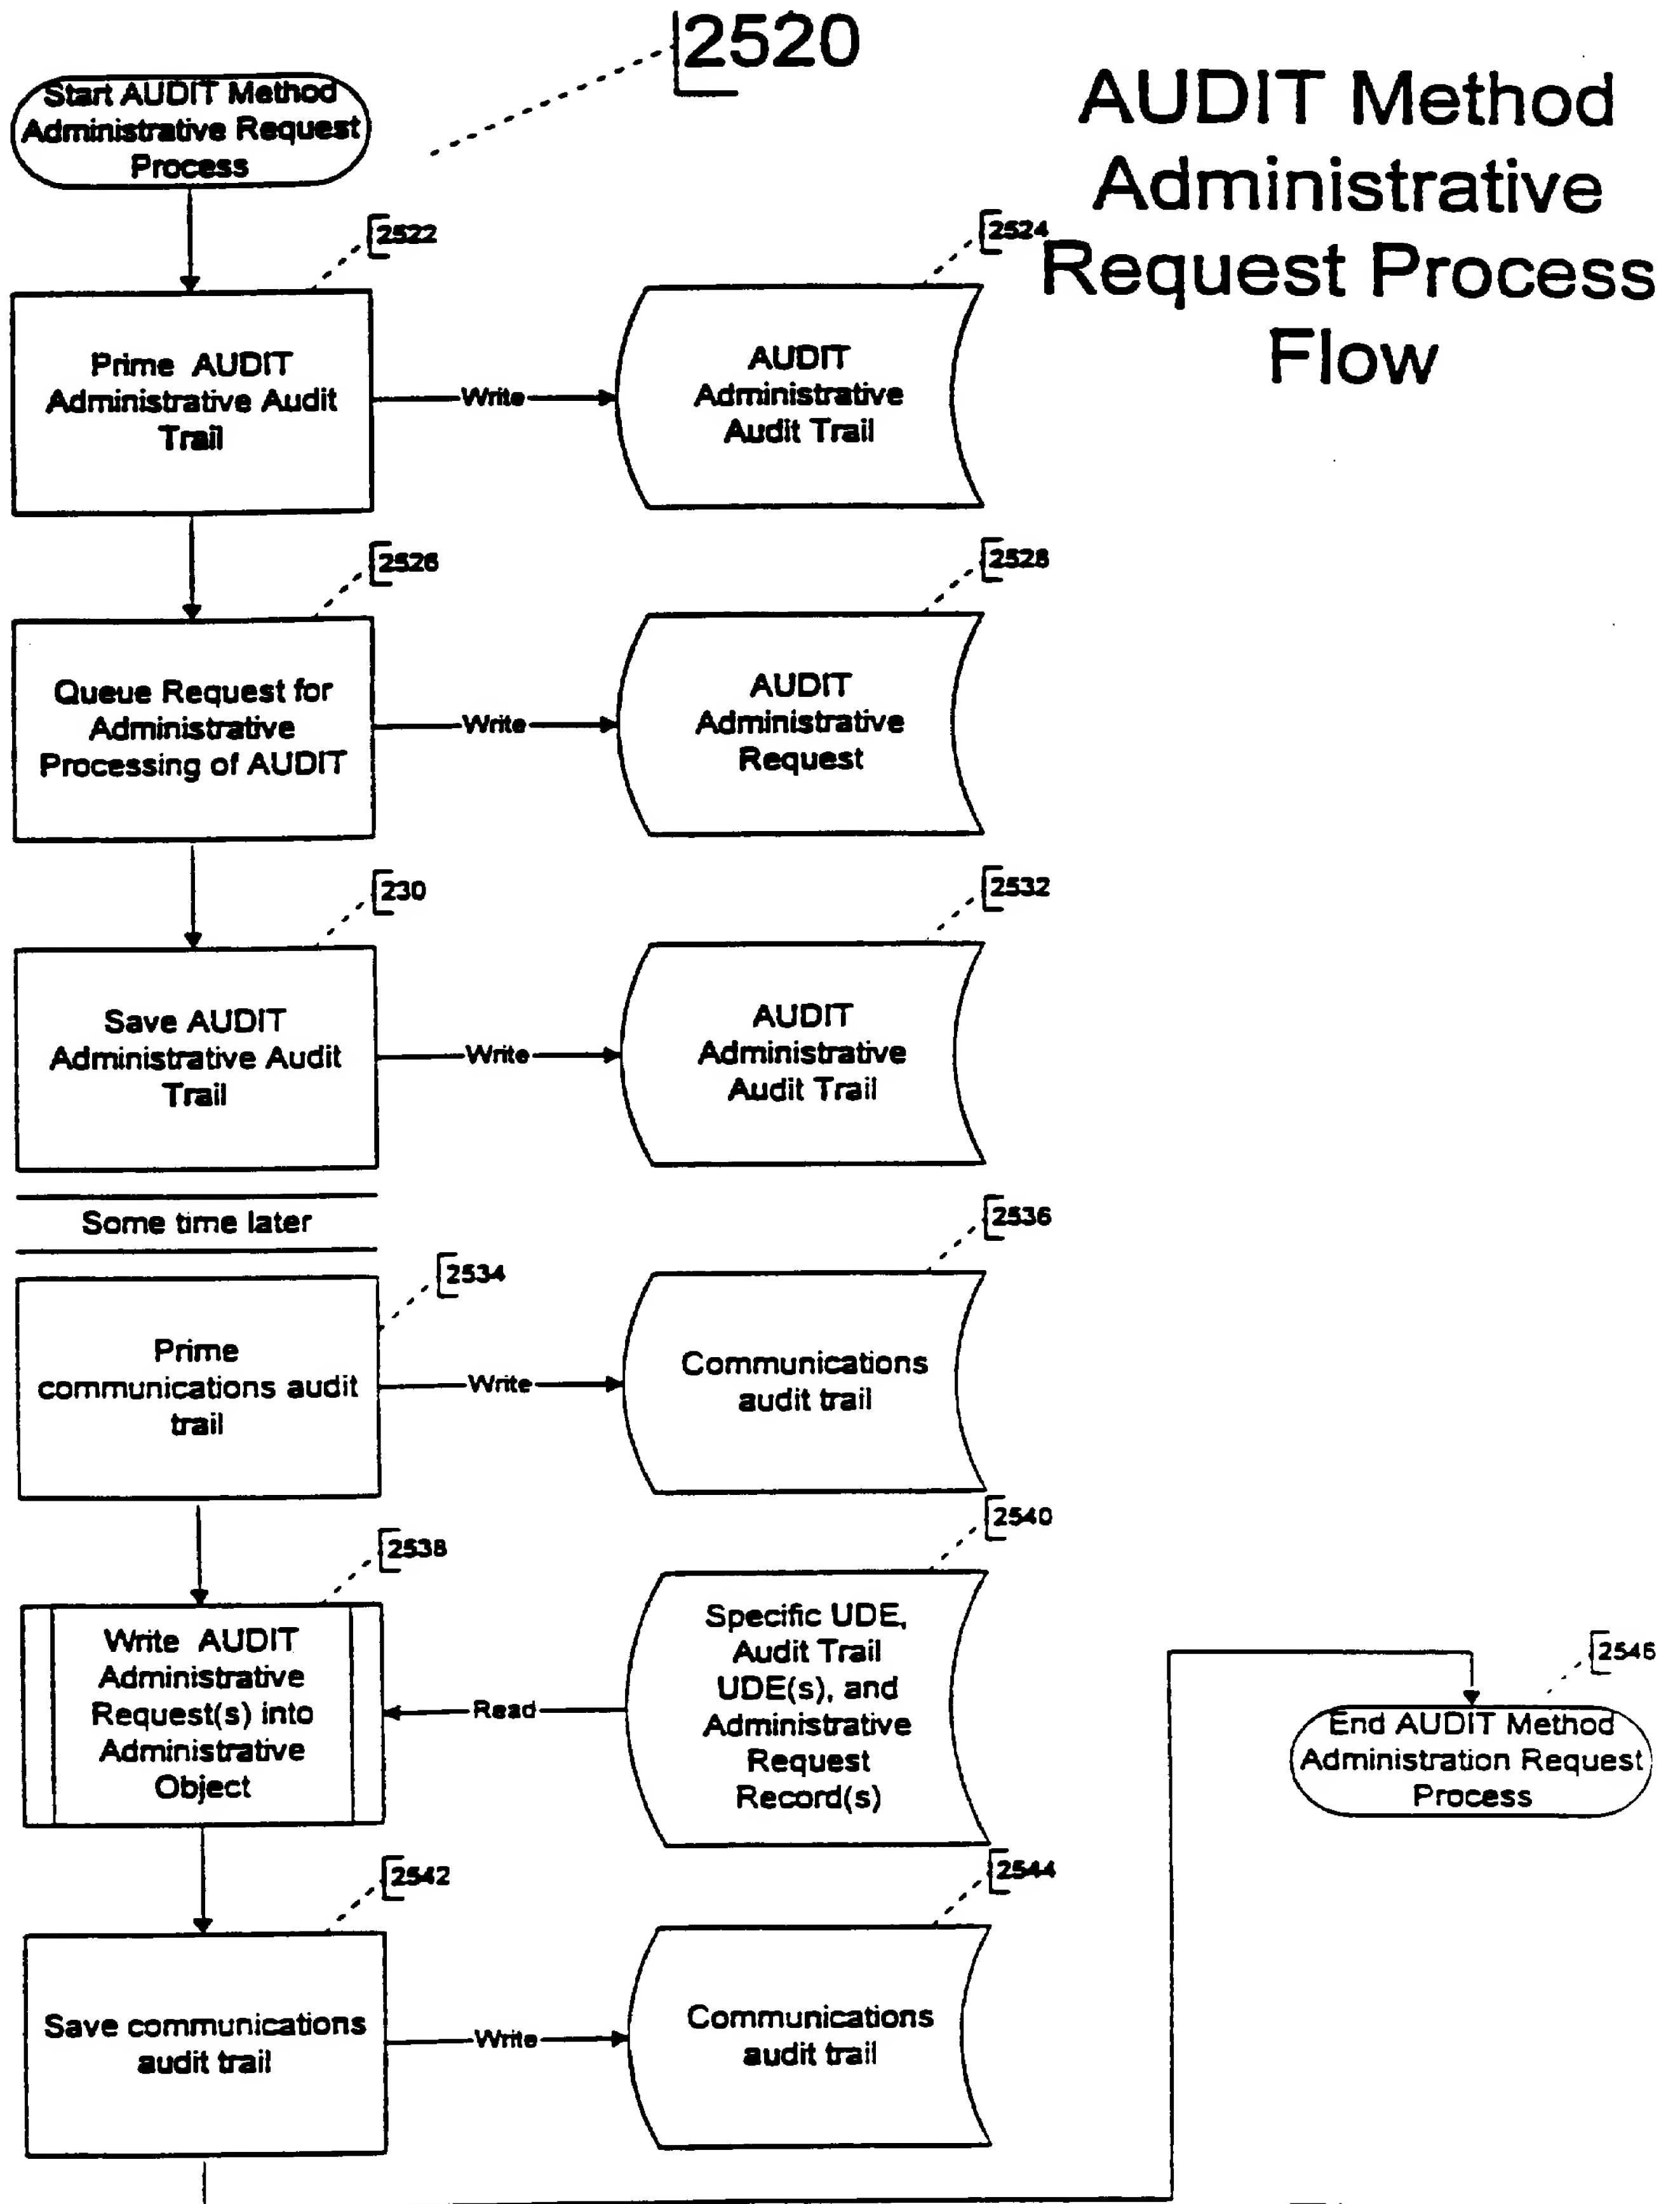 2520
AUDIT Method
Administrative
Request Process
Flow
Start AUDIT Method
Administrative Request
Process
2522
2524
Prime AUDIT
Administrative Audit
Trail
Write
AUDIT
Administrative
Audit Trail
2526
2528
Queue Request for
Administrative
Processing of AUDIT
Write
AUDIT
Administrative
Request
230
2532
Save AUDIT
Administrative Audit
Trail
Write
AUDIT
Administrative
Audit Trail
Some time later
2534
2536
Prime
communications audit
trail
Write
Communications
audit trail
2538
2540
Write AUDIT
Administrative
Request(s) into
Administrative
Object
Read
Specific UDE,
Audit Trail
UDE(s), and
Administrative
Request
Record(s)
2542
2544
Save communications
audit trail
Write
Communications
audit trail
2546
End AUDIT Method
Administration Request
Process